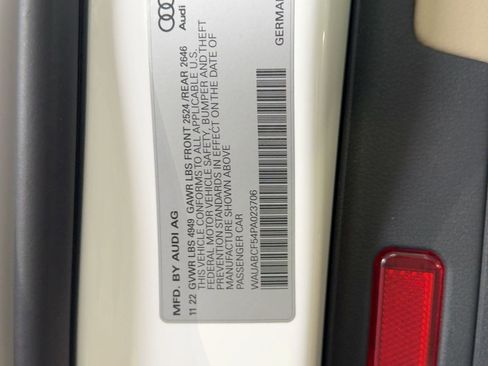 Audi
GERMAN
MFD. BY AUDI AG
11 22 GVWR LBS 4949 GAWR LBS FRONT 2524/REAR 2646
THIS VEHICLE CONFORMS TO ALL APPLICABLE U.S.
FEDERAL MOTOR VEHICLE SAFETY, BUMPER AND THEFT
PREVENTION STANDARDS IN EFFECT ON THE DATE OF
MANUFACTURE SHOWN ABOVE
PASSENGER CAR
WAUABCF54PA023706